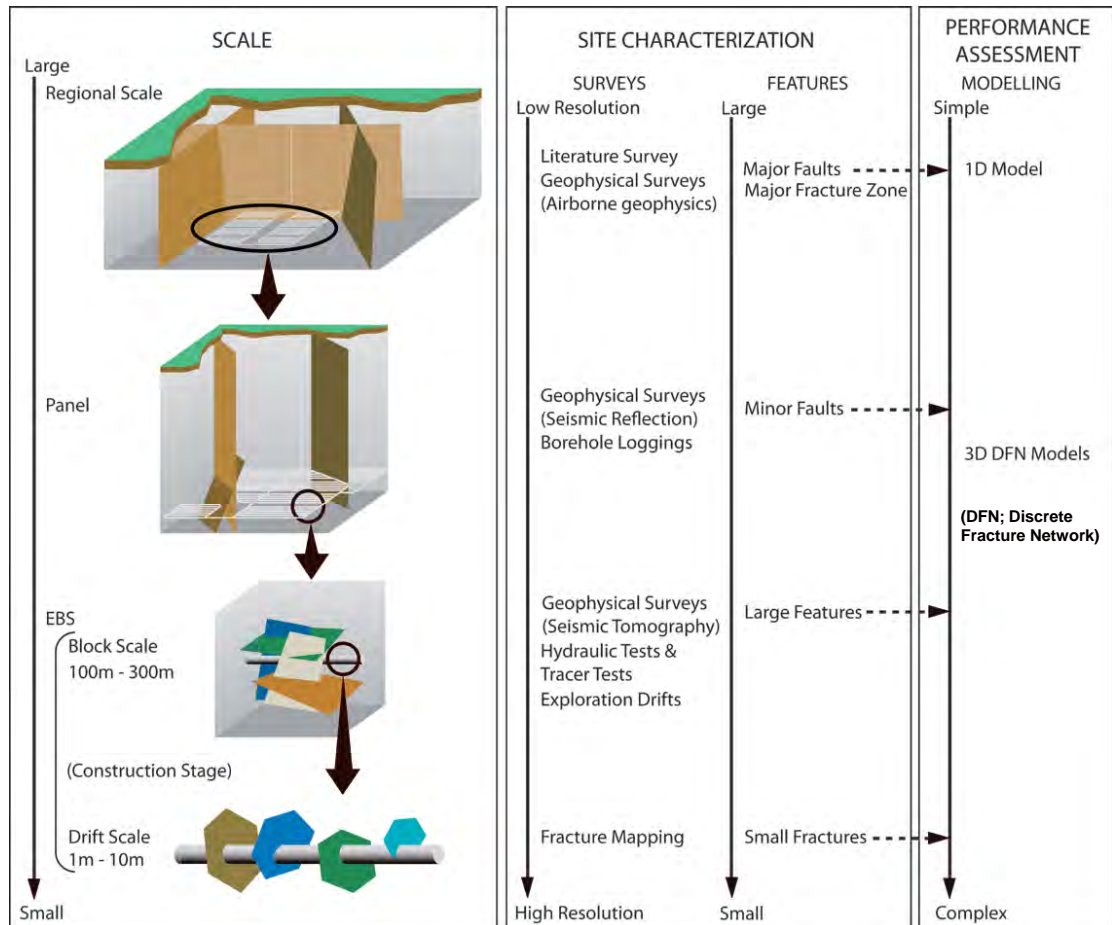 SCALE
Large
Regional Scale
Panel
EBS
Block Scale
100m - 300m
(Construction Stage)
Drift Scale
1m - 10m
Small
SITE CHARACTERIZATION
SURVEYS
Low Resolution
Literature Survey
Geophysical Surveys
(Airborne geophysics)
Geophysical Surveys
(Seismic Reflection)
Borehole Loggings
Geophysical Surveys
(Seismic Tomography)
Hydraulic Tests &
Tracer Tests
Exploration Drifts
Fracture Mapping
High Resolution
FEATURES
Large
Major Faults
Major Fracture Zone
Minor Faults
Large Features
Small Fractures
Small
PERFORMANCE
ASSESSMENT
MODELLING
Simple
1D Model
3D DFN Models
(DFN; Discrete
Fracture Network)
Complex